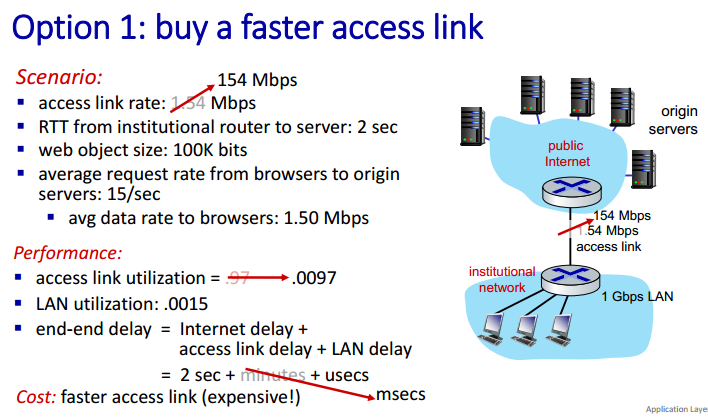 Option 1: buy a faster access link
Scenario:
154 Mbps
▪ access link rate: 1.54 Mbps
▪ RTT from institutional router to server: 2 sec
▪ web object size: 100K bits
▪ average request rate from browsers to origin
servers: 15/sec
▪ avg data rate to browsers: 1.50 Mbps
Performance:
▪ access link utilization = .97 .0097
▪ LAN utilization: .0015
▪ end-end delay = Internet delay +
access link delay + LAN delay
= 2 sec + minutes + usecs
msecs
Cost: faster access link (expensive!)
origin
servers
public
Internet
154 Mbps
1.54 Mbps
access link
institutional
network
1 Gbps LAN
Application Laye